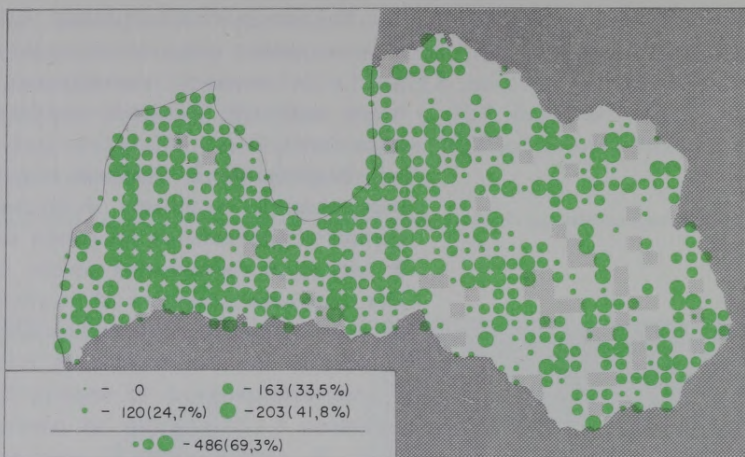 · - 0 ● - 163 (33,5%)
● - 120 (24,7%) ● - 203 (41,8%)
●●● - 486 (69,3%)